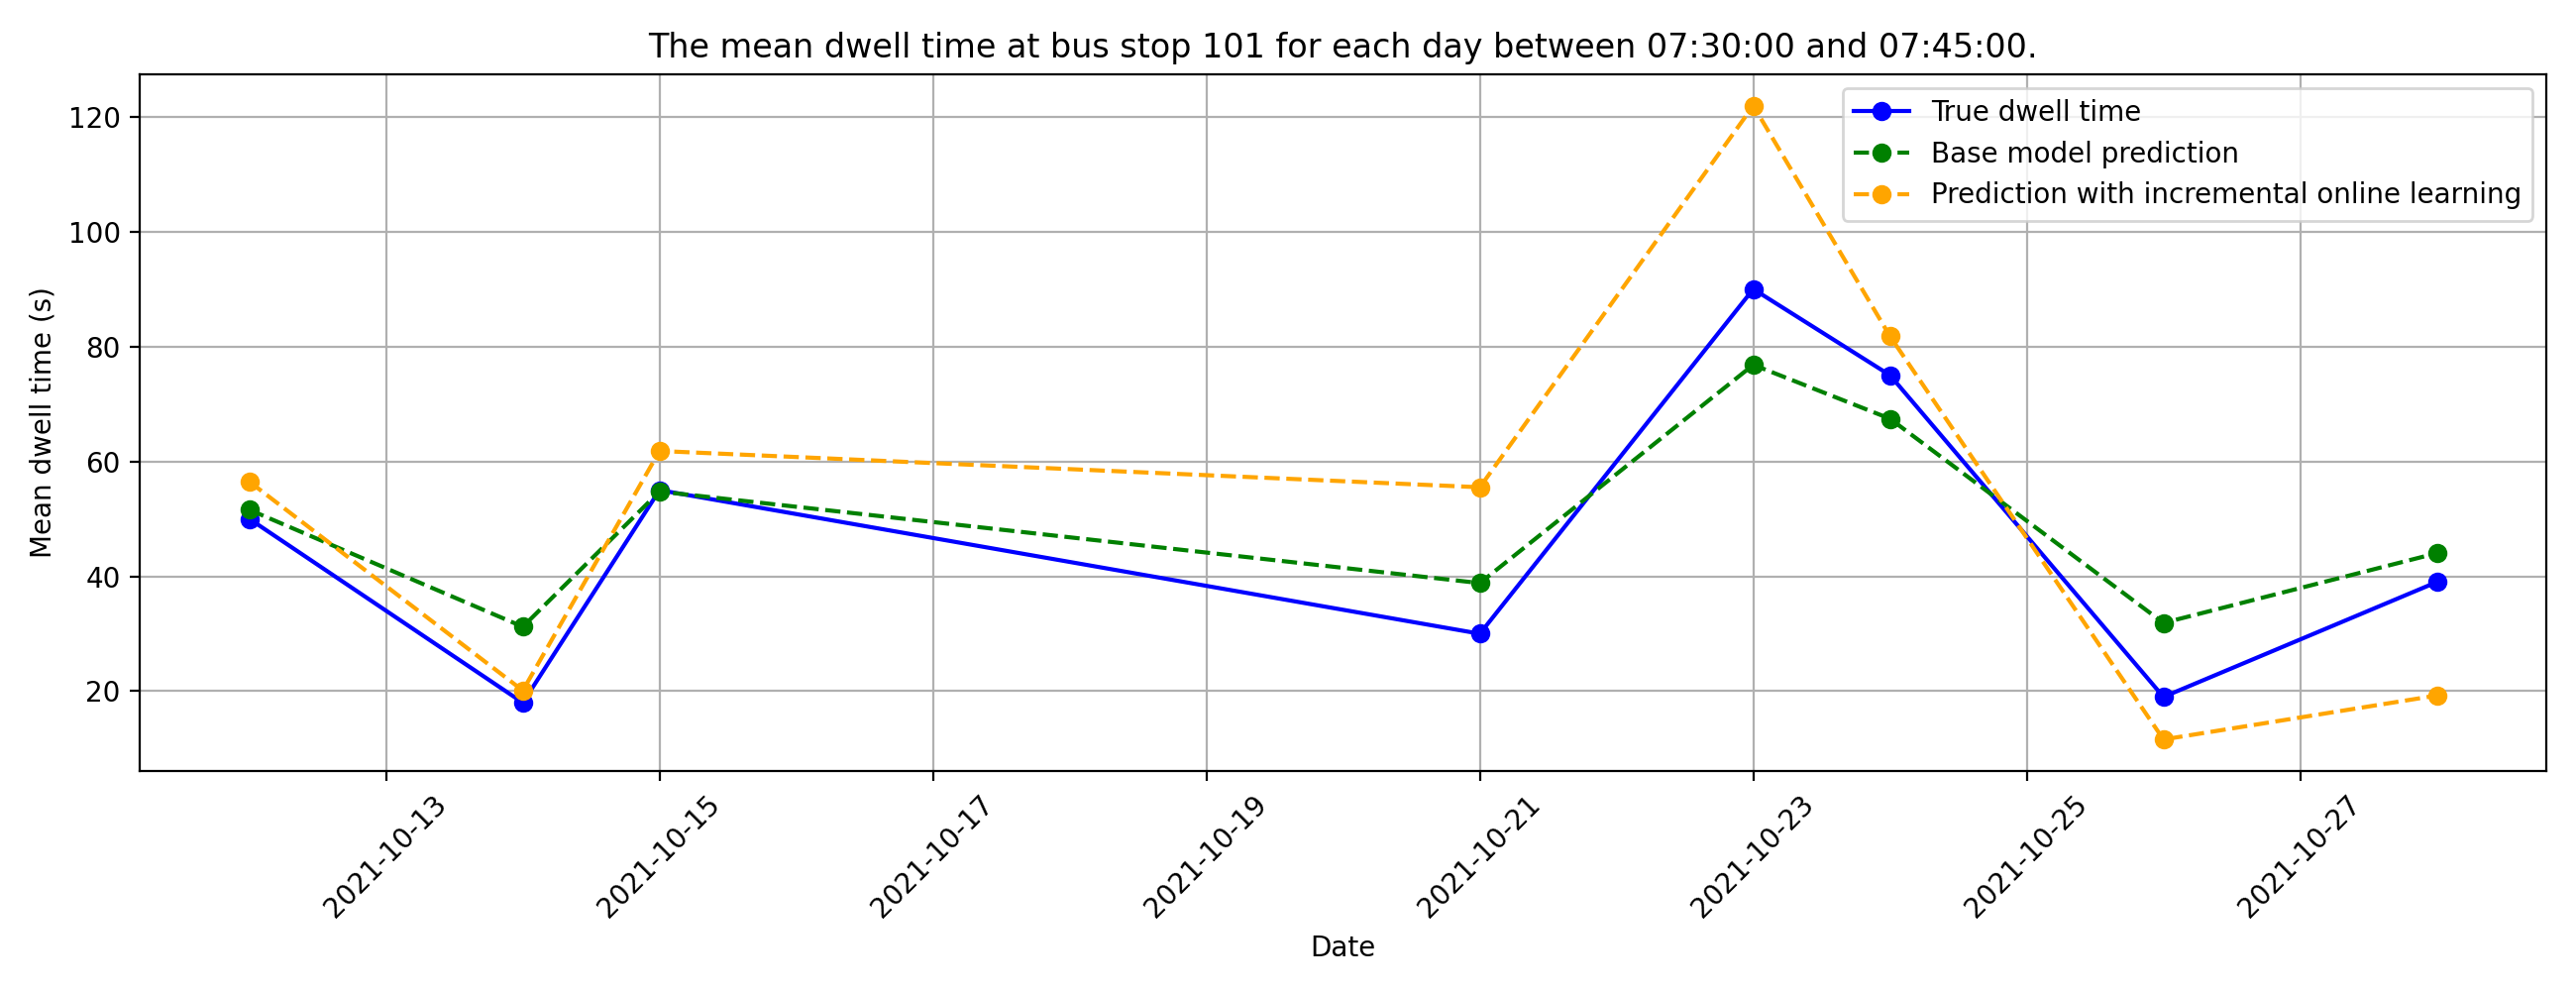 The mean dwell time at bus stop 101 for each day between 07:30:00 and 07:45:00.
True dwell time
Base model prediction
Prediction with incremental online learning
Mean dwell time (s)
120
100
80
60
40
20
2021-10-13
2021-10-15
2021-10-17
2021-10-19
2021-10-21
2021-10-23
2021-10-25
2021-10-27
Date